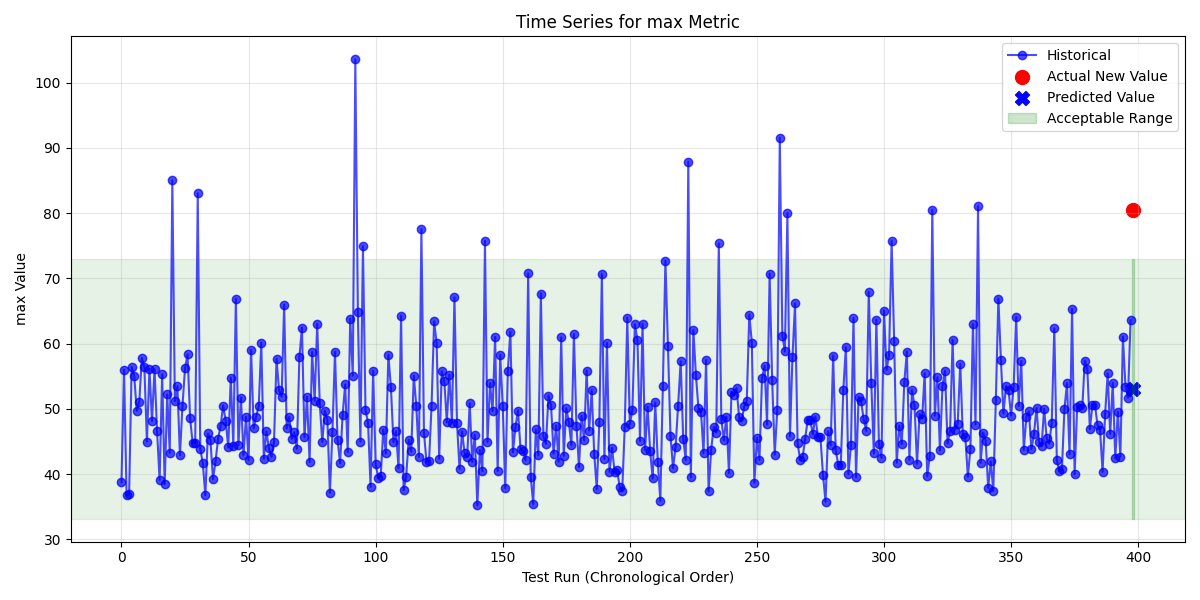 Time Series for max Metric
Historical
Actual New Value
Predicted Value
Acceptable Range
max Value
100
90
80
70
60
50
40
30
0 50 100 150 200 250 300 350 400
Test Run (Chronological Order)